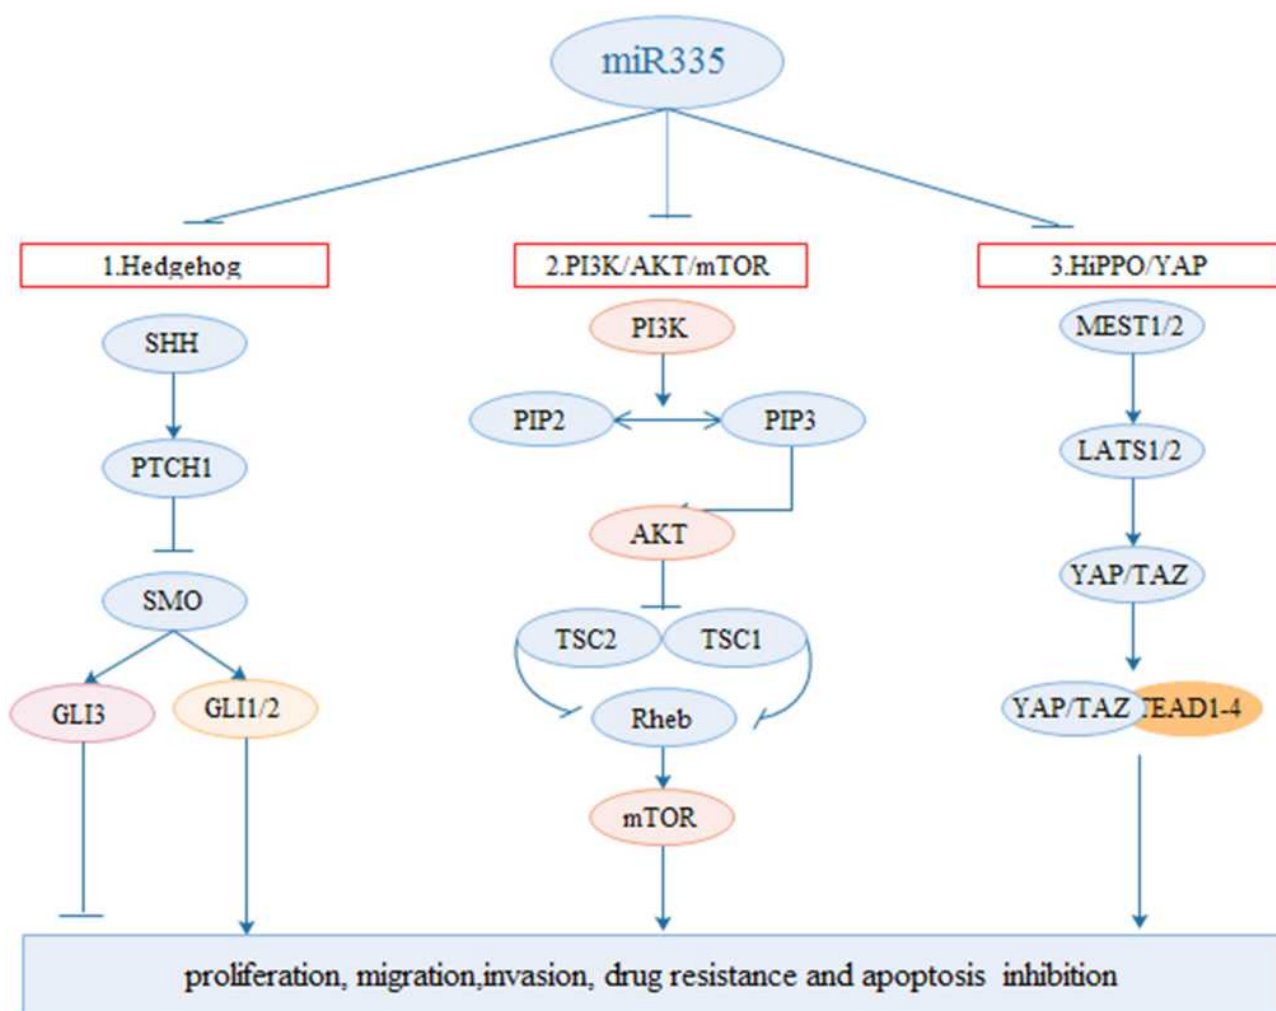 miR335
1.Hedgehog
2.PI3K/AKT/mTOR
3.HiPPO/YAP
SHH
PTCH1
SMO
GLI3
GLI1/2
PI3K
PIP2
PIP3
AKT
TSC2
TSC1
Rheb
mTOR
MEST1/2
LATS1/2
YAP/TAZ
YAP/TAZ
TEAD1-4
proliferation, migration,invasion, drug resistance and apoptosis inhibition